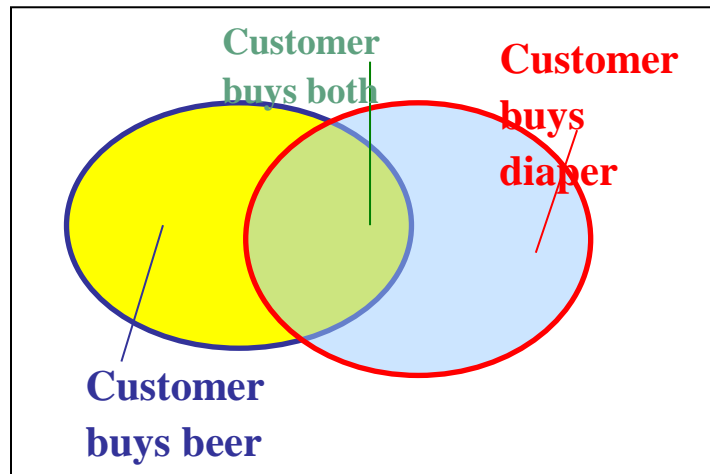 Customer
buys both
Customer
buys
diaper
Customer
buys beer